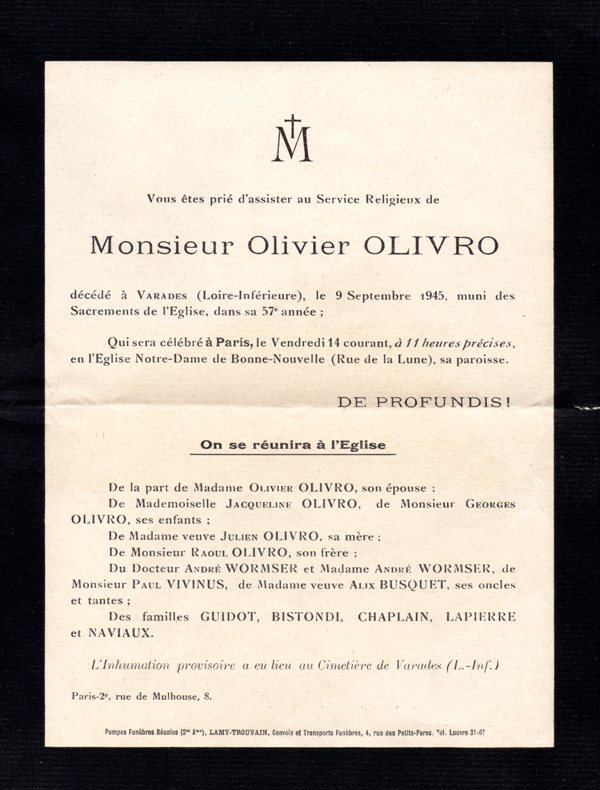 M
Vous êtes prié d'assister au Service Religieux de
Monsieur Olivier OLIVRO
décédé à VARADES (Loire-Inférieure), le 9 Septembre 1945, muni des
Sacrements de l'Eglise, dans sa 57e année ;
Qui sera célébré à Paris, le Vendredi 14 courant, à 11 heures précises,
en l'Eglise Notre-Dame de Bonne-Nouvelle (Rue de la Lune), sa paroisse.
DE PROFUNDIS !
On se réunira à l'Eglise
De la part de Madame OLIVIER OLIVRO, son épouse ;
De Mademoiselle JACQUELINE OLIVRO, de Monsieur GEORGES
OLIVRO, ses enfants ;
De Madame veuve JULIEN OLIVRO, sa mère ;
De Monsieur RAOUL OLIVRO, son frère ;
Du Docteur ANDRÉ WORMSER et Madame ANDRÉ WORMSER, de
Monsieur PAUL VIVINUS, de Madame veuve ALIX BUSQUET, ses oncles
et tantes ;
Des familles GUIDOT, BISTONDI, CHAPLAIN, LAPIERRE
et NAVIAUX.
L'Inhumation provisoire a eu lieu au Cimetière de Varades (L.-Inf.)
Paris-2e, rue de Mulhouse, 8.
Pompes Funèbres Réunies (Sté Ame), LAMY-TROUVAIN, Convois et Transports Funèbres, 4, rue des Petits-Pères. Tél. Louvre 31-67